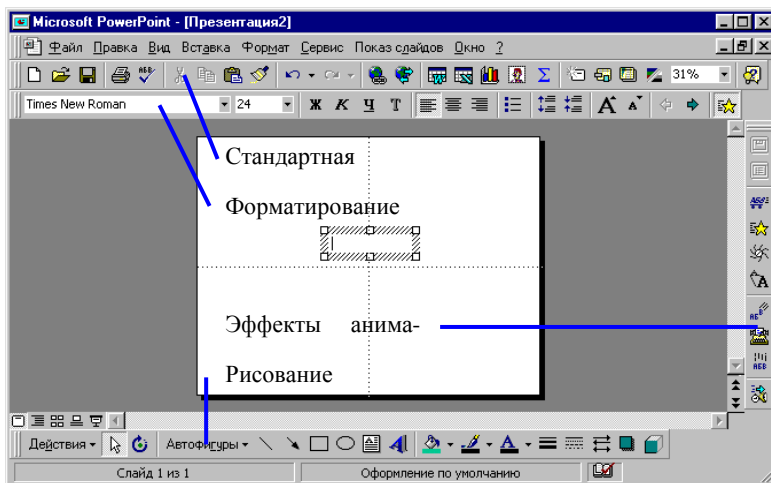 Microsoft PowerPoint - [Презентация2]
Файл Правка Вид Вставка Формат Сервис Показ слайдов Окно ?
31%
Times New Roman 24 Ж К Ч Т
Стандартная
Форматирование
Эффекты анима-
Рисование
Действия Автофигуры
Слайд 1 из 1 Оформление по умолчанию